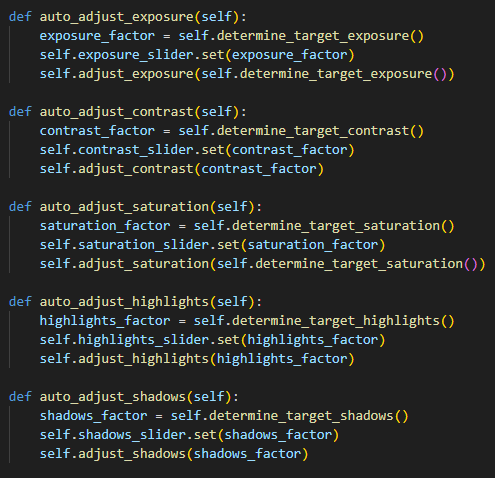 def auto_adjust_exposure(self):
    exposure_factor = self.determine_target_exposure()
    self.exposure_slider.set(exposure_factor)
    self.adjust_exposure(self.determine_target_exposure())

def auto_adjust_contrast(self):
    contrast_factor = self.determine_target_contrast()
    self.contrast_slider.set(contrast_factor)
    self.adjust_contrast(contrast_factor)

def auto_adjust_saturation(self):
    saturation_factor = self.determine_target_saturation()
    self.saturation_slider.set(saturation_factor)
    self.adjust_saturation(self.determine_target_saturation())

def auto_adjust_highlights(self):
    highlights_factor = self.determine_target_highlights()
    self.highlights_slider.set(highlights_factor)
    self.adjust_highlights(highlights_factor)

def auto_adjust_shadows(self):
    shadows_factor = self.determine_target_shadows()
    self.shadows_slider.set(shadows_factor)
    self.adjust_shadows(shadows_factor)